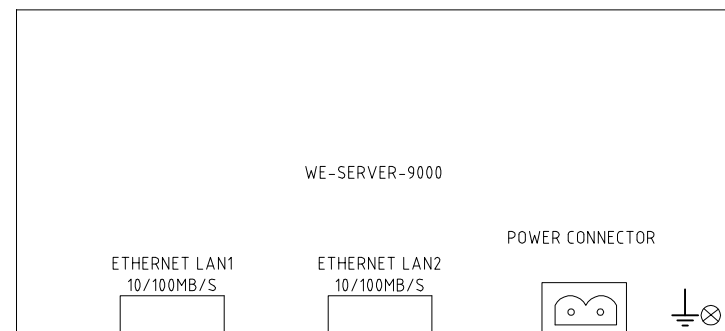 WE-SERVER-9000
POWER CONNECTOR
ETHERNET LAN1
10/100MB/S
ETHERNET LAN2
10/100MB/S